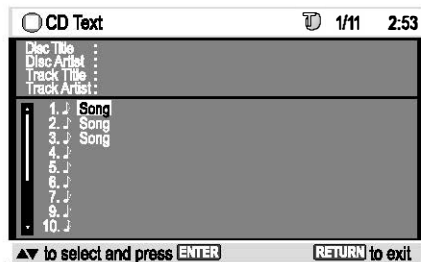 CD Text T 1/11 2:53
Disc Title :
Disc Artist :
Track Title :
Track Artist :
1. ♪ Song
2. ♪ Song
3. ♪ Song
4. ♪
5. ♪
6. ♪
7. ♪
9. ♪
10. ♪
▲▼ to select and press ENTER RETURN to exit